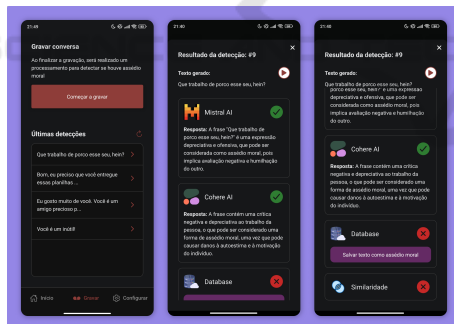 21:49
Gravar conversa
Ao finalizar a gravação, será realizado um
processamento para detectar se houve assédio
moral
Começar a gravar
Últimas detecções
Que trabalho de porco esse seu, hein?
Bom, eu preciso que você entregue
essas planilhas ...
Eu gosto muito de você. Você é um
amigo precioso p...
Você é um inútil!
Início
Gravar
Configurar
21:40
Resultado da detecção: #9
Texto gerado:
Que trabalho de porco esse seu, hein?
Mistral AI
Resposta: A frase "Que trabalho de
porco esse seu, hein?" é uma expressão
depreciativa e ofensiva, que pode ser
considerada como assédio moral, pois
implica avaliação negativa e humilhação
do outro.
Cohere AI
Resposta: A frase contém uma crítica
negativa e depreciativa ao trabalho da
pessoa, o que pode ser considerado uma
forma de assédio moral, uma vez que pode
causar danos à autoestima e à motivação
do indivíduo.
Database
21:40
Resultado da detecção: #9
Texto gerado:
Que trabalho de porco esse seu, hein?
porco esse seu, hein?" é uma expressão
depreciativa e ofensiva, que pode ser
considerada como assédio moral, pois
implica avaliação negativa e humilhação
do outro.
Cohere AI
Resposta: A frase contém uma crítica
negativa e depreciativa ao trabalho da
pessoa, o que pode ser considerado uma
forma de assédio moral, uma vez que pode
causar danos à autoestima e à motivação
do indivíduo.
Database
Salvar texto como assédio moral
Similaridade